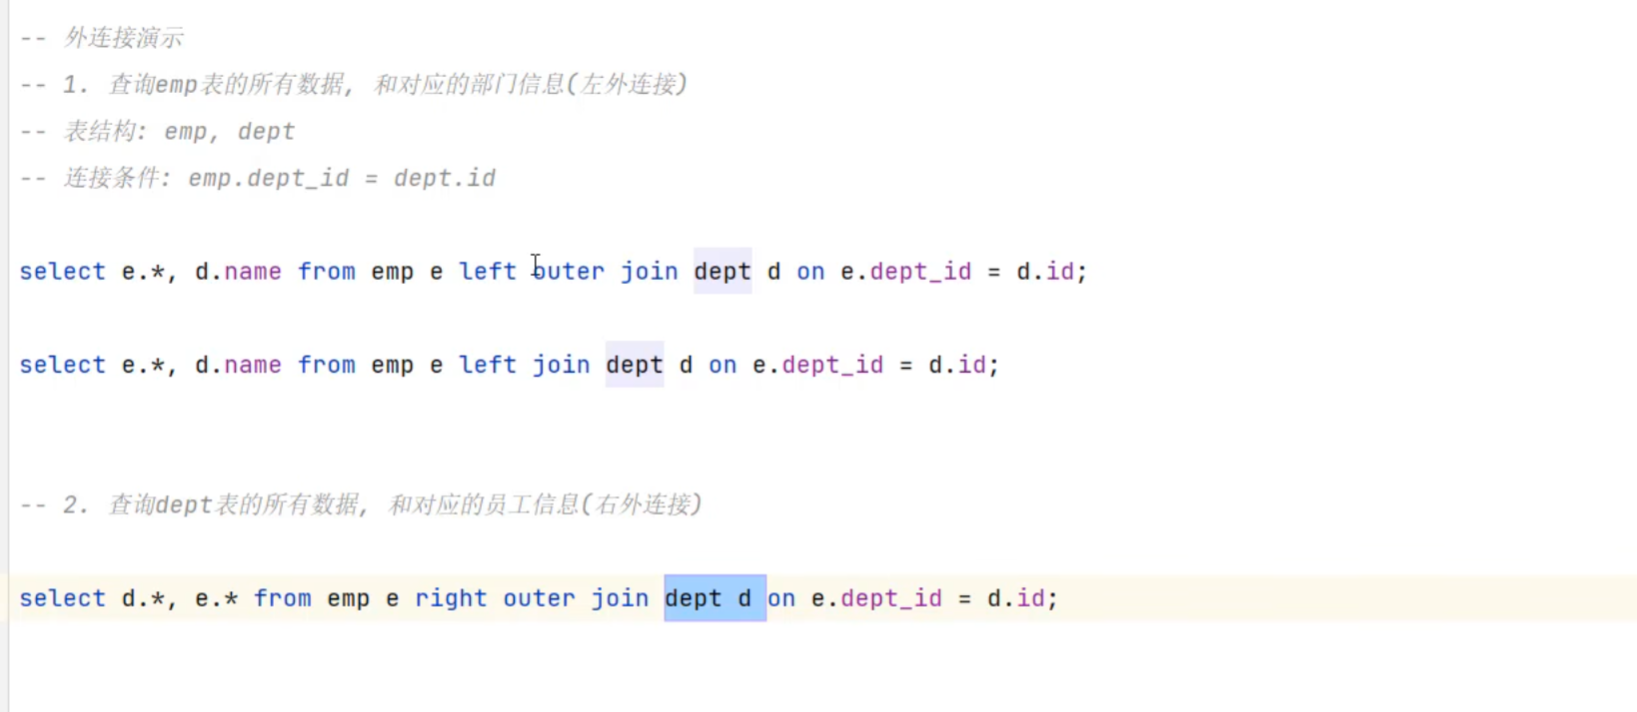 -- 外连接演示
-- 1. 查询emp表的所有数据, 和对应的部门信息(左外连接)
-- 表结构: emp, dept
-- 连接条件: emp.dept_id = dept.id
select e.*, d.name from emp e left outer join dept d on e.dept_id = d.id;
select e.*, d.name from emp e left join dept d on e.dept_id = d.id;
-- 2. 查询dept表的所有数据, 和对应的员工信息(右外连接)
select d.*, e.* from emp e right outer join dept d on e.dept_id = d.id;